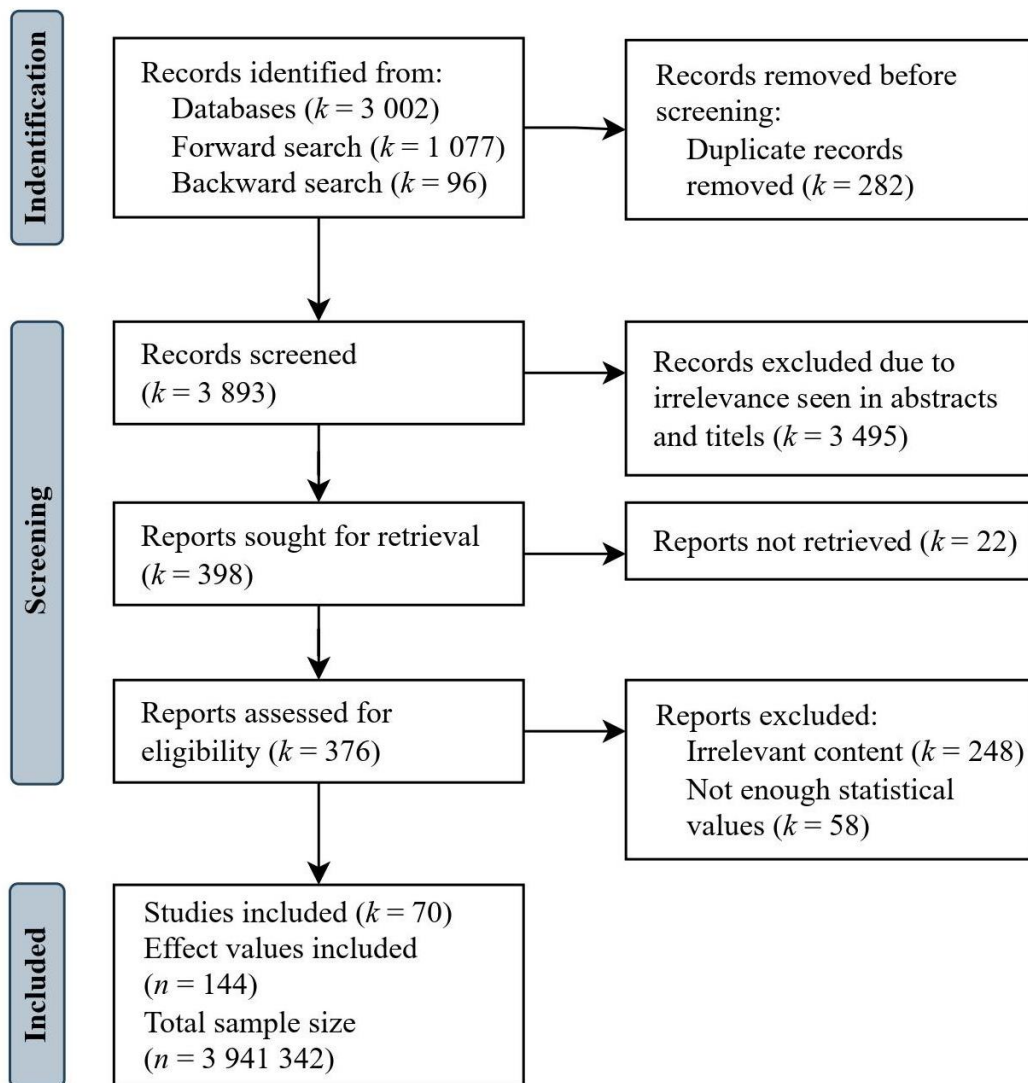 Indentification
Records identified from:
Databases (k = 3 002)
Forward search (k = 1 077)
Backward search (k = 96)
Records removed before
screening:
Duplicate records
removed (k = 282)
Screening
Records screened
(k = 3 893)
Records excluded due to
irrelevance seen in abstracts
and titels (k = 3 495)
Reports sought for retrieval
(k = 398)
Reports not retrieved (k = 22)
Reports assessed for
eligibility (k = 376)
Reports excluded:
Irrelevant content (k = 248)
Not enough statistical
values (k = 58)
Included
Studies included (k = 70)
Effect values included
(n = 144)
Total sample size
(n = 3 941 342)